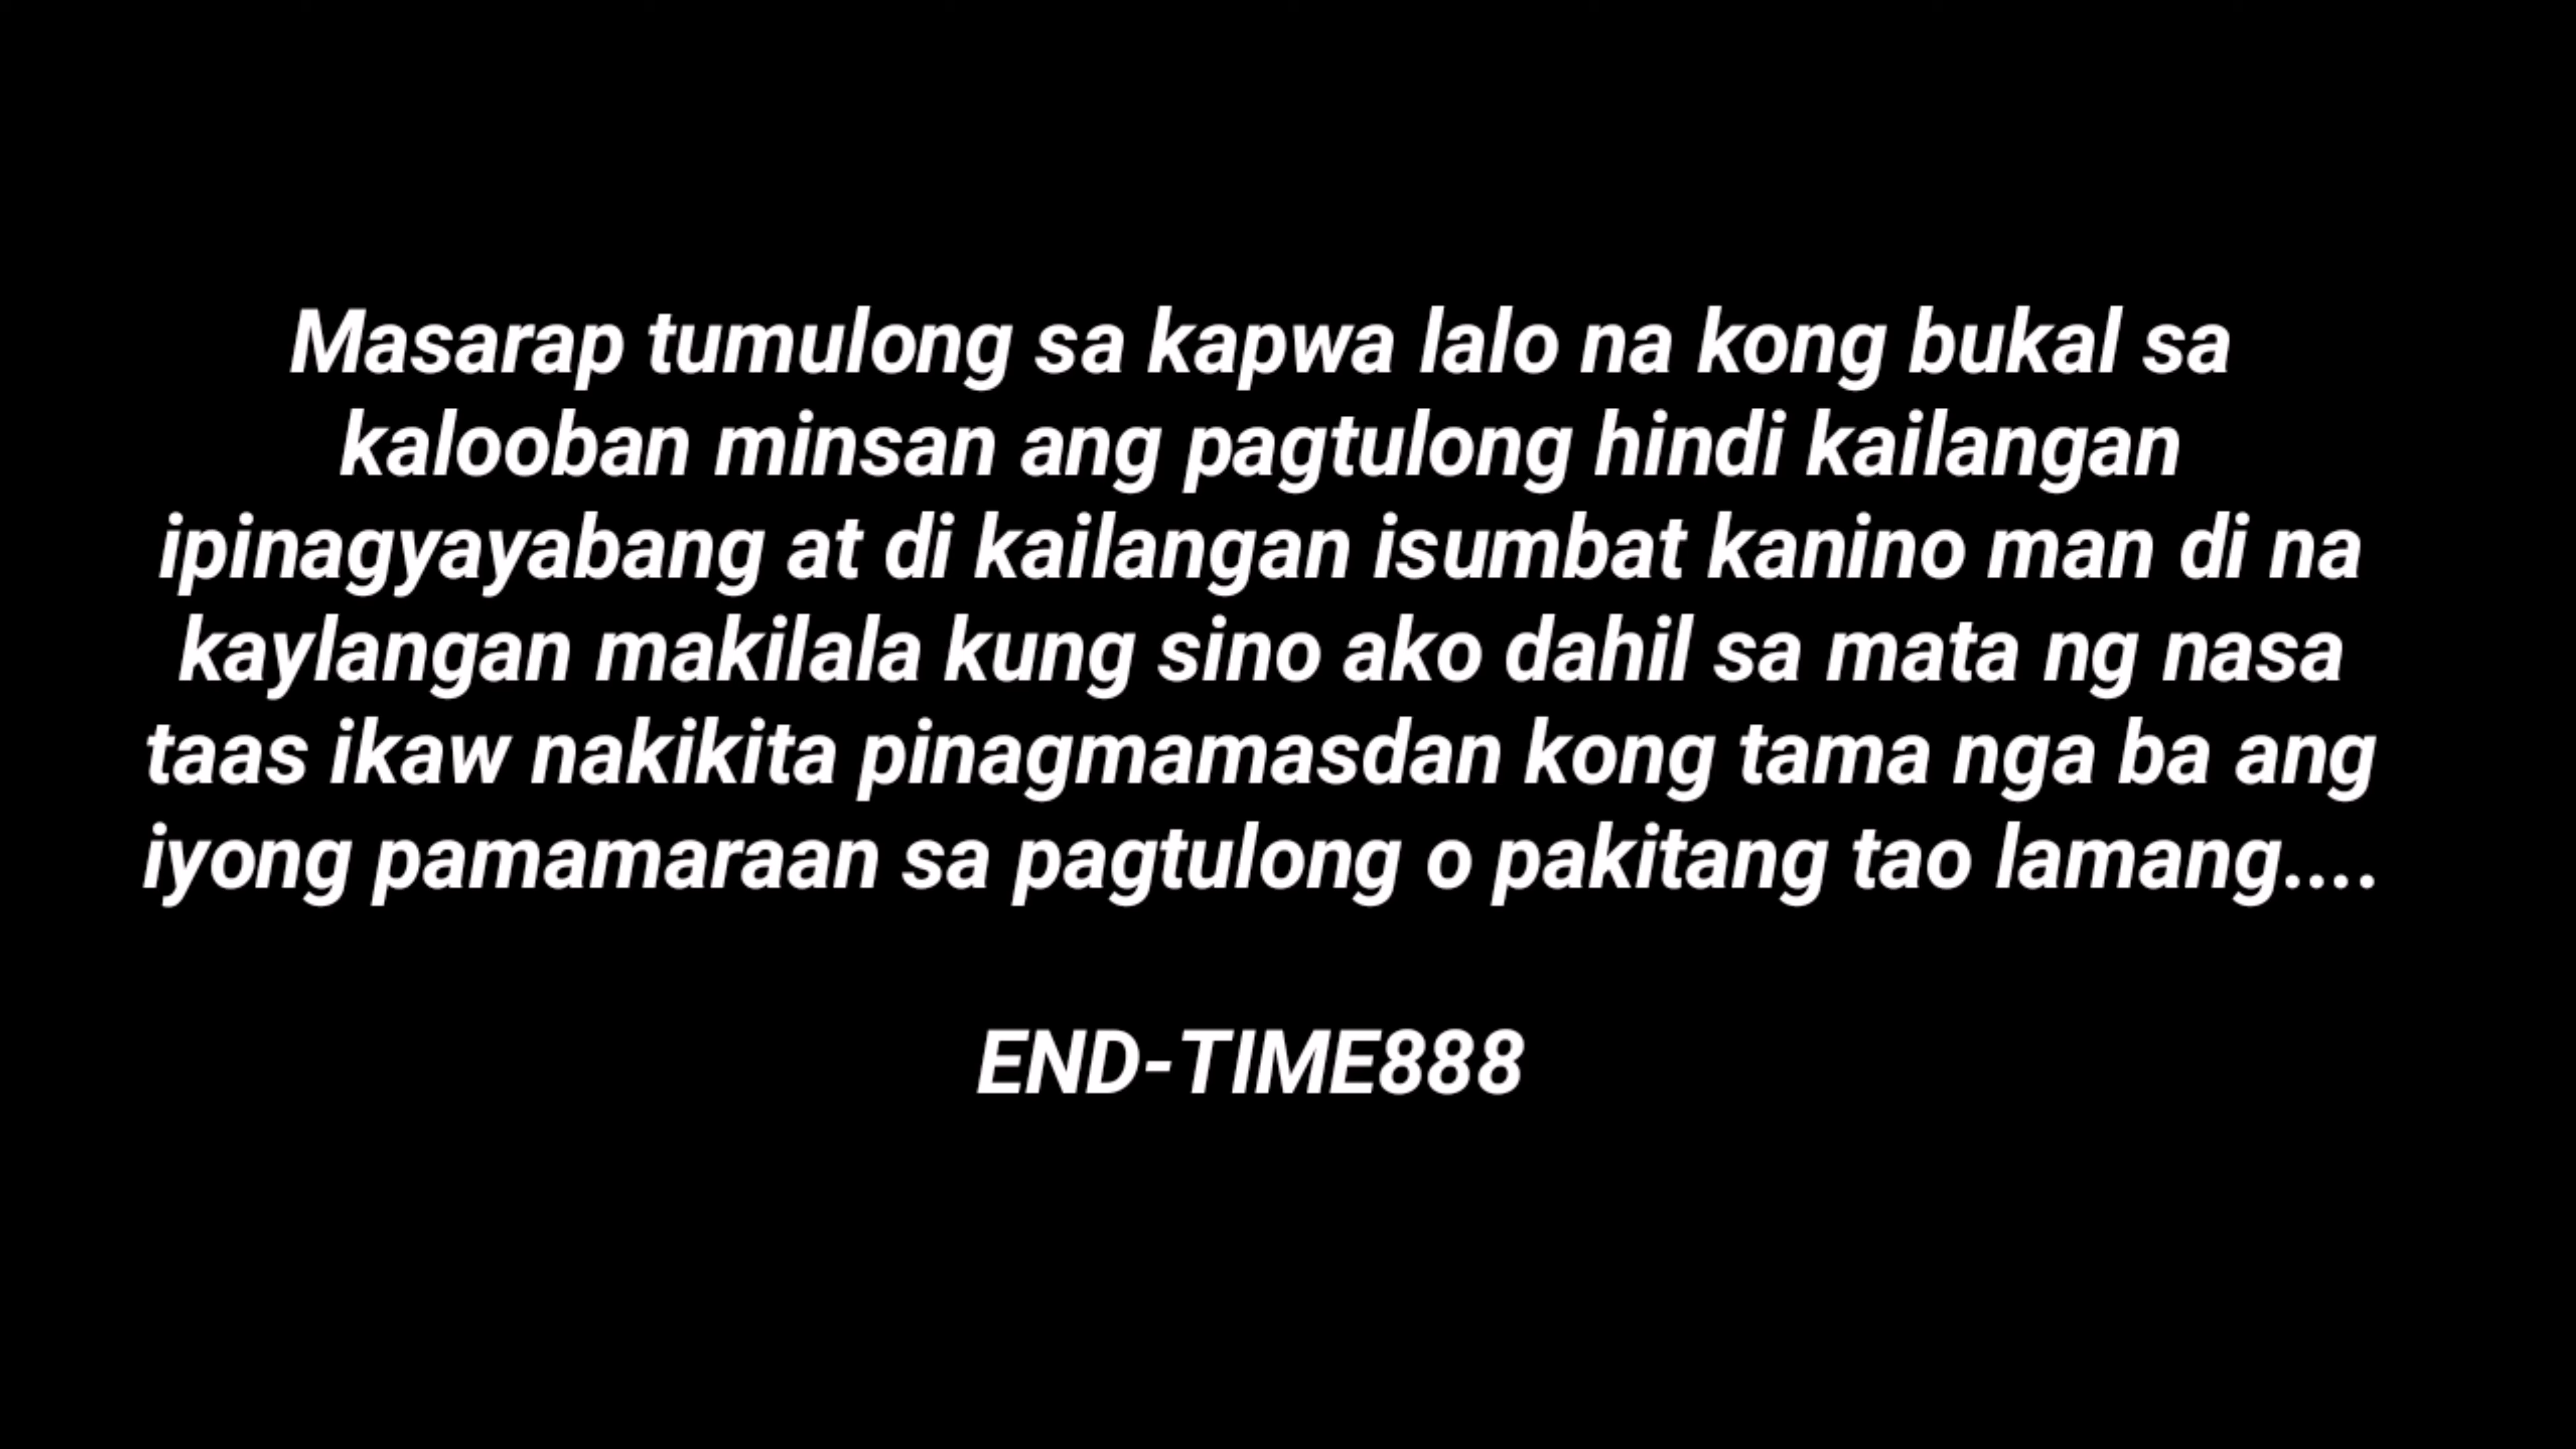 Masarap tumulong sa kapwa lalo na kong bukal sa
kalooban minsan ang pagtulong hindi kailangan
ipinagyayabang at di kailangan isumbat kanino man di na
kaylangan makilala kung sino ako dahil sa mata ng nasa
taas ikaw nakikita pinagmamasdan kong tama nga ba ang
iyong pamamaraan sa pagtulong o pakitang tao lamang....
END-TIME888